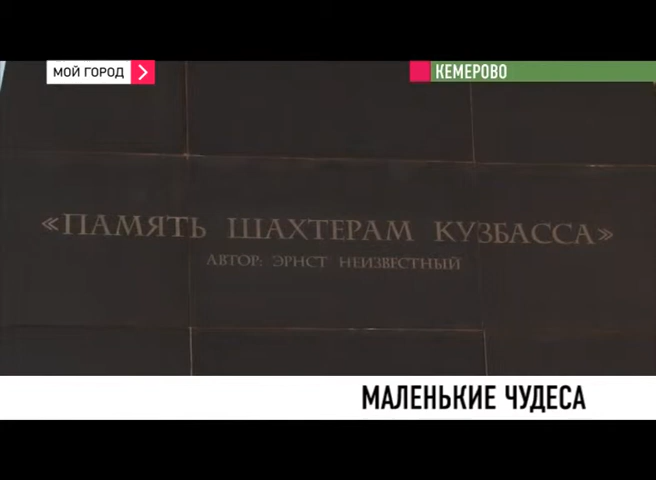 МОЙ ГОРОД
КЕМЕРОВО
«ПАМЯТЬ ШАХТЕРАМ КУЗБАССА»
АВТОР: ЭРНСТ НЕИЗВЕСТНЫЙ
МАЛЕНЬКИЕ ЧУДЕСА